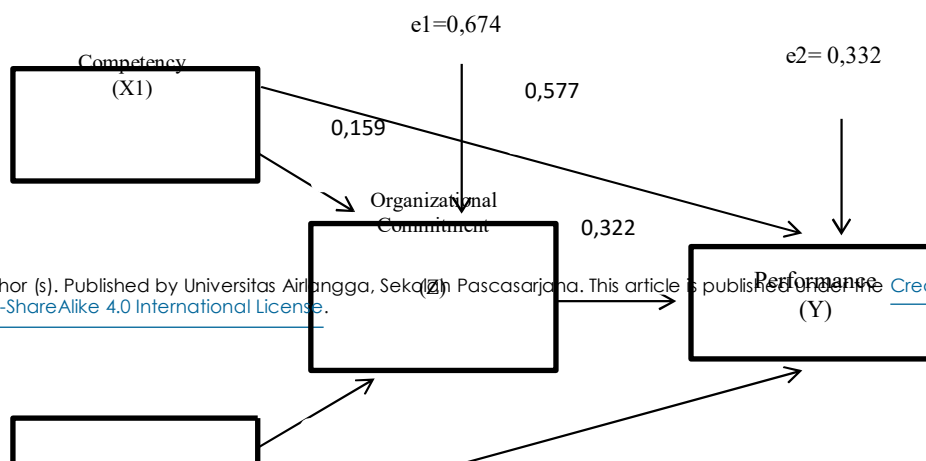 e1=0,674
e2= 0,332
Competency
(X1)
0,577
0,159
Organizational
Commitment
0,322
(Z)
Performance
(Y)
hor (s). Published by Universitas Airlangga, Sekolah Pascasarjana. This article is published under the Crea
-ShareAlike 4.0 International License.